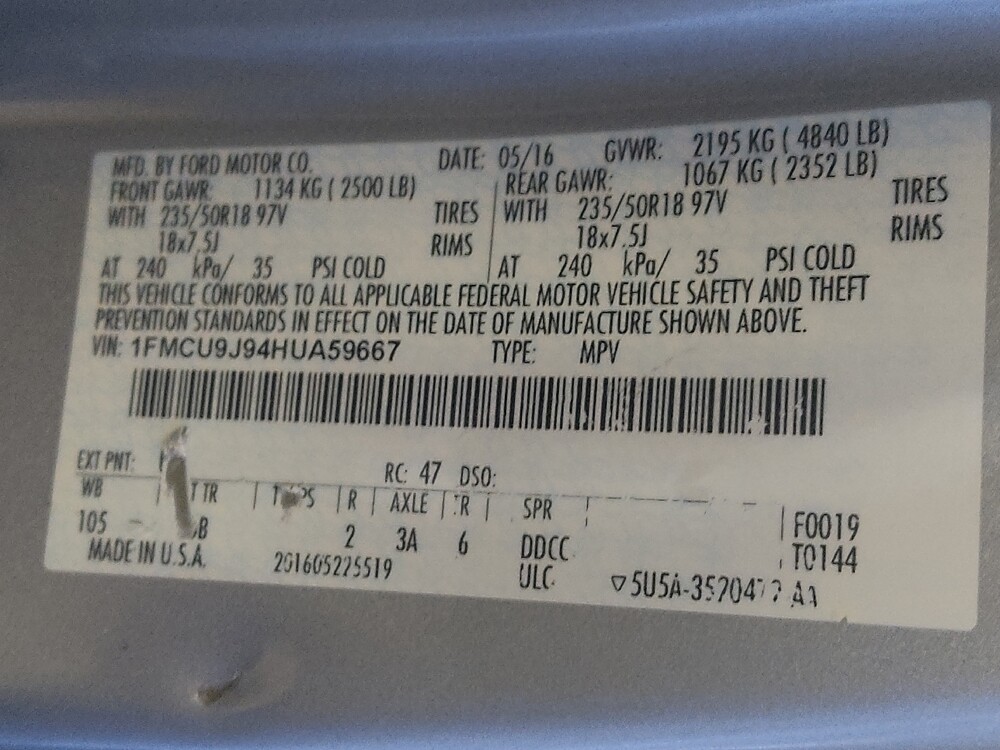 MFD. BY FORD MOTOR CO. DATE: 05/16 GVWR: 2195 KG ( 4840 LB)
FRONT GAWR: 1134 KG ( 2500 LB) REAR GAWR: 1067 KG ( 2352 LB)
WITH 235/50R18 97V TIRES WITH 235/50R18 97V TIRES
18x7.5J RIMS 18x7.5J RIMS
AT 240 kPa/ 35 PSI COLD AT 240 kPa/ 35 PSI COLD
THIS VEHICLE CONFORMS TO ALL APPLICABLE FEDERAL MOTOR VEHICLE SAFETY AND THEFT
PREVENTION STANDARDS IN EFFECT ON THE DATE OF MANUFACTURE SHOWN ABOVE.
VIN: 1FMCU9J94HUA59667 TYPE: MPV
EXT PNT: RC: 47 DSO:
WB TR R AXLE TR SPR
105 2 3A 6 DDCC F0019
MADE IN U.S.A. 201605225519 ULC T0144